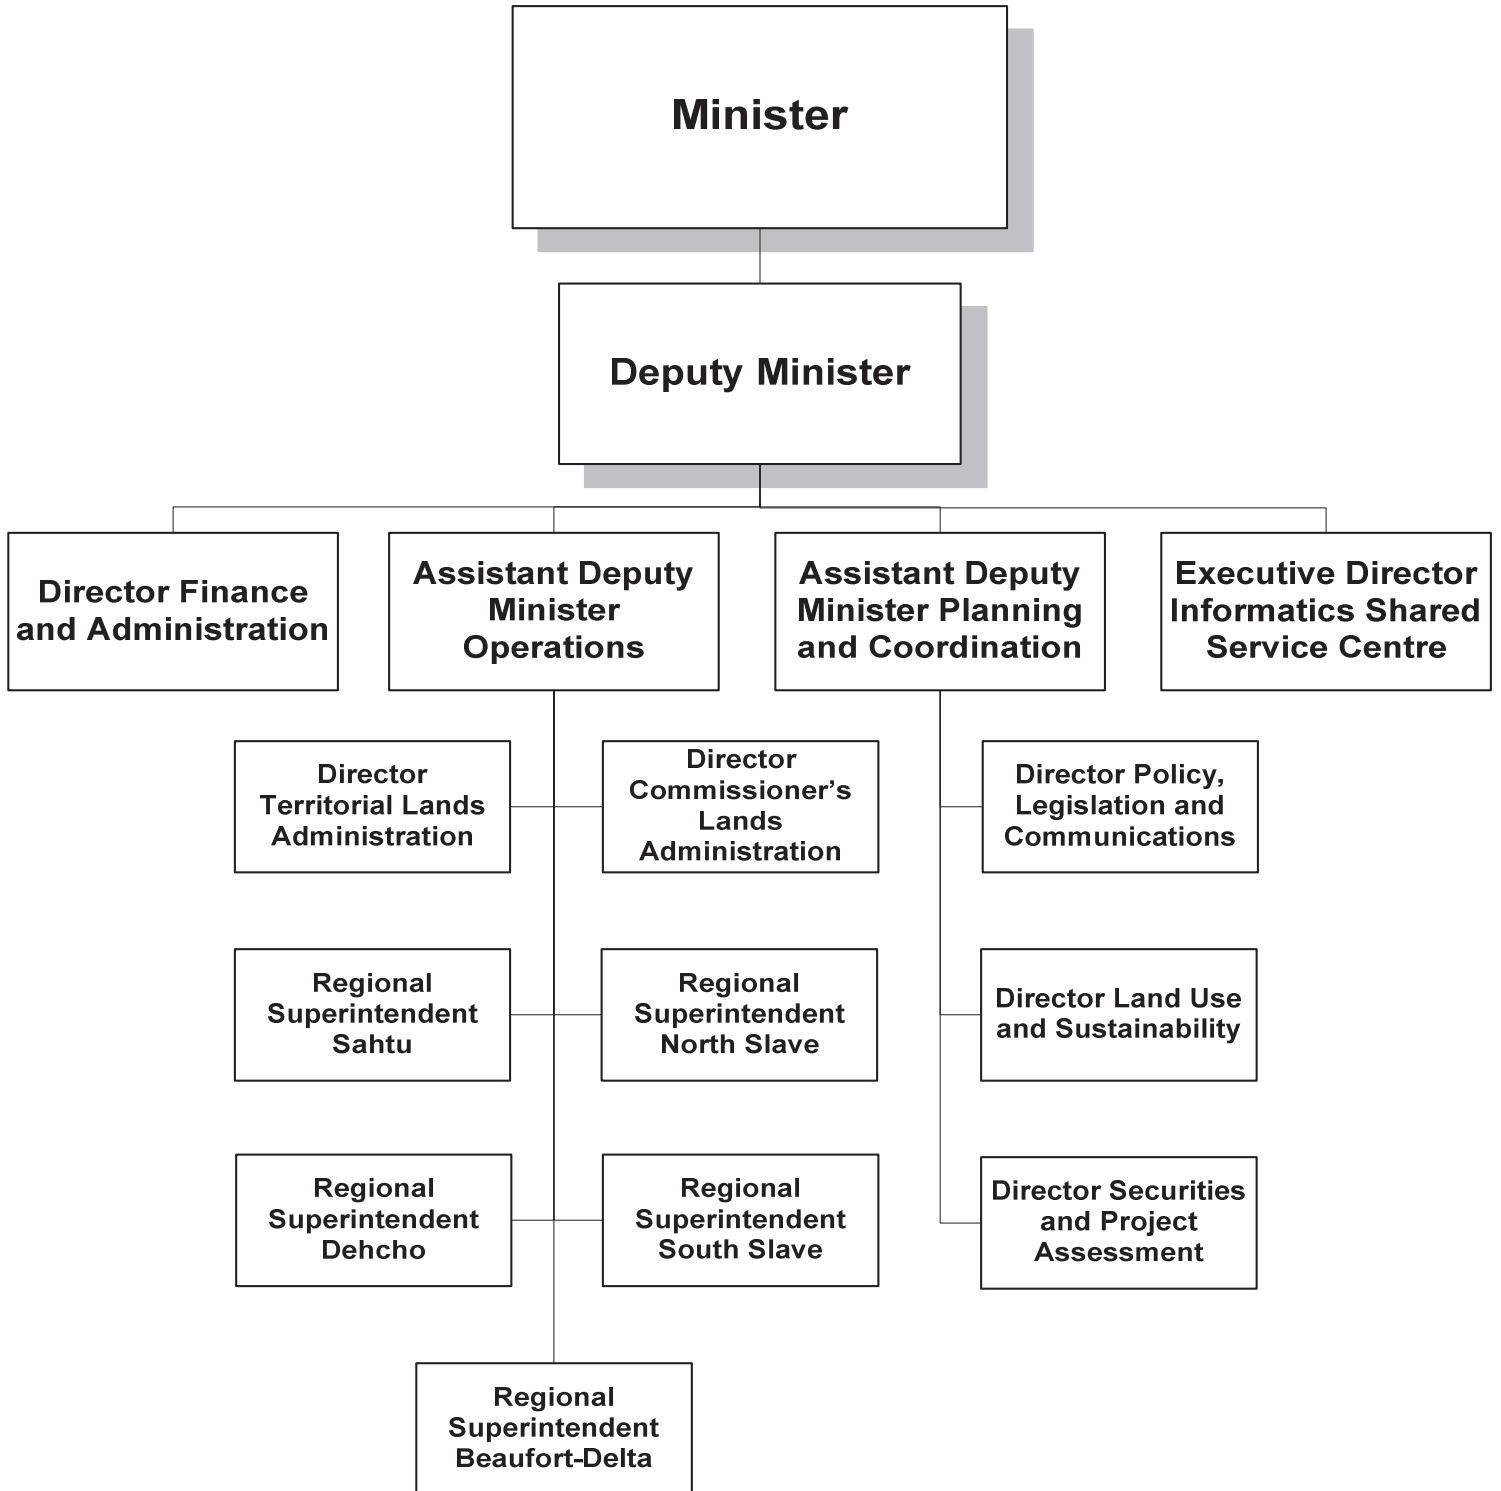 Minister
Deputy Minister
Director Finance
and Administration
Assistant Deputy
Minister
Operations
Assistant Deputy
Minister Planning
and Coordination
Executive Director
Informatics Shared
Service Centre
Director
Territorial Lands
Administration
Director
Commissioner’s
Lands
Administration
Director Policy,
Legislation and
Communications
Regional
Superintendent
Sahtu
Regional
Superintendent
North Slave
Director Land Use
and Sustainability
Regional
Superintendent
Dehcho
Regional
Superintendent
South Slave
Director Securities
and Project
Assessment
Regional
Superintendent
Beaufort-Delta